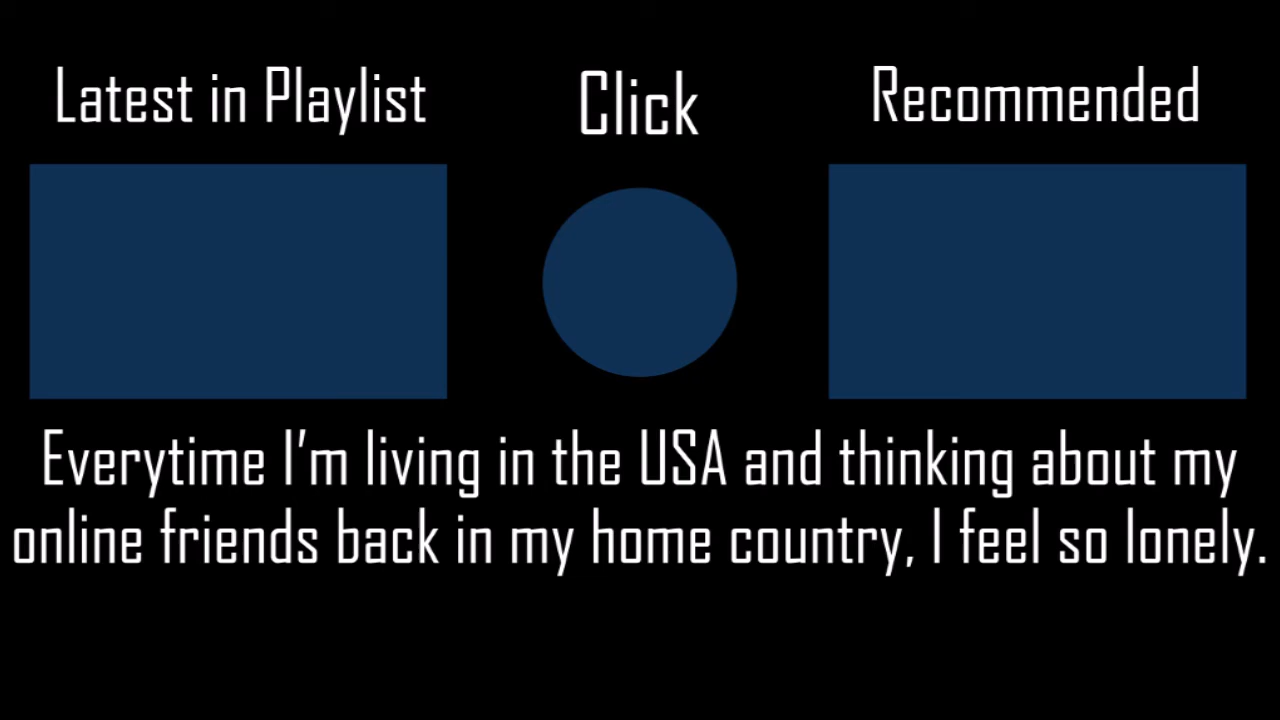 Latest in Playlist
Click
Recommended
Everytime I'm living in the USA and thinking about my
online friends back in my home country, I feel so lonely.